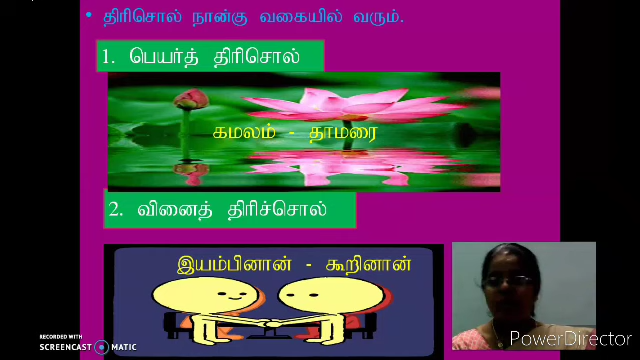 • திரிசொல் நான்கு வகையில் வரும்.
1. பெயர்த் திரிசொல்
கமலம் - தாமரை
2. வினைத் திரிச்சொல்
இயம்பினான் - கூறினான்
RECORDED WITH
SCREENCAST MATIC
PowerDirector